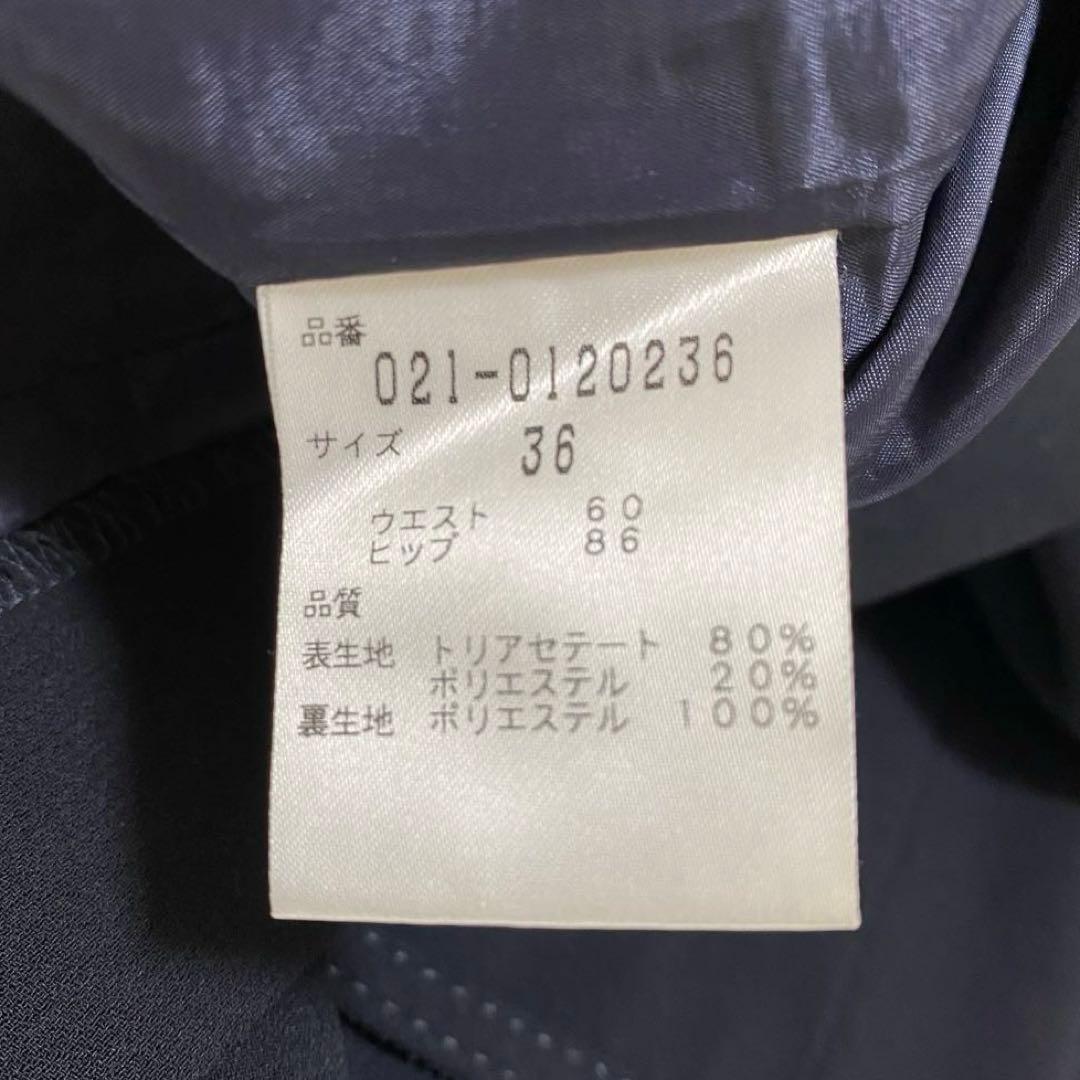 品番
021-0120236
サイズ 36
ウエスト 60
ヒップ 86
品質
表生地 トリアセテート 80%
ポリエステル 20%
裏生地 ポリエステル 100%